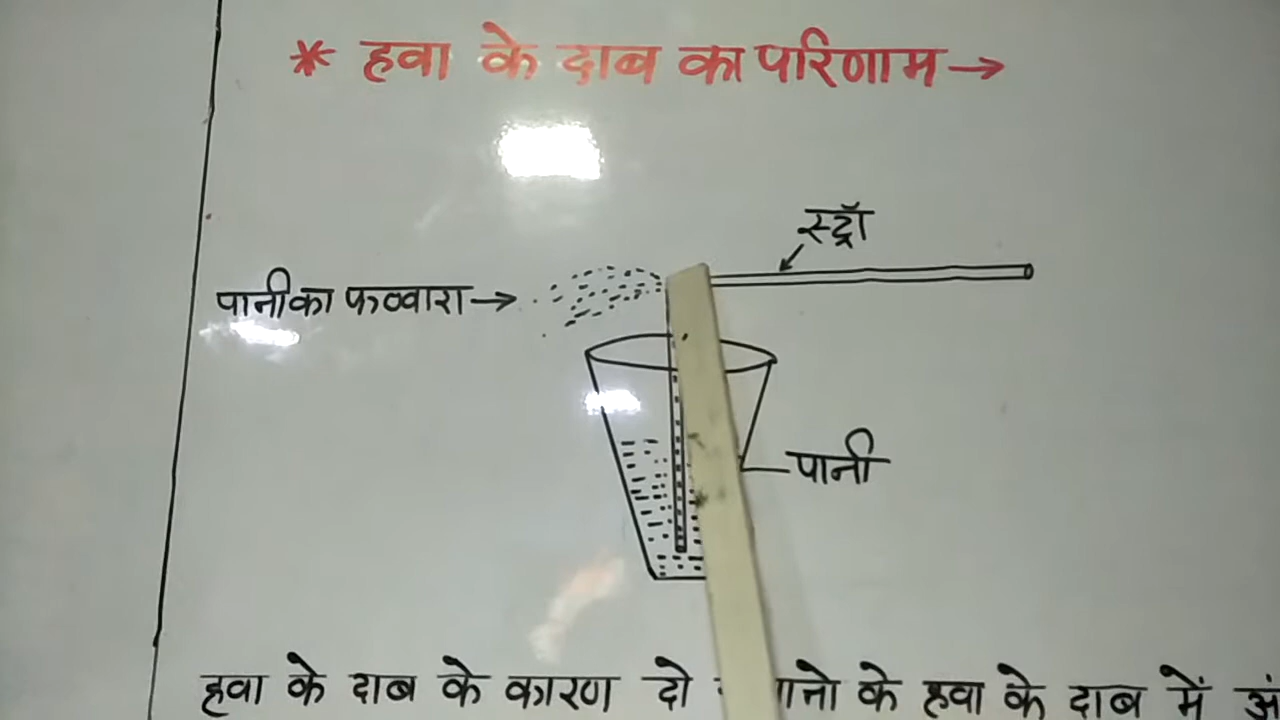 * हवा के दाब का परिणाम →
स्ट्रॉ
पानी का फव्वारा →
पानी
हवा के दाब के कारण दो के हवा के दाब में